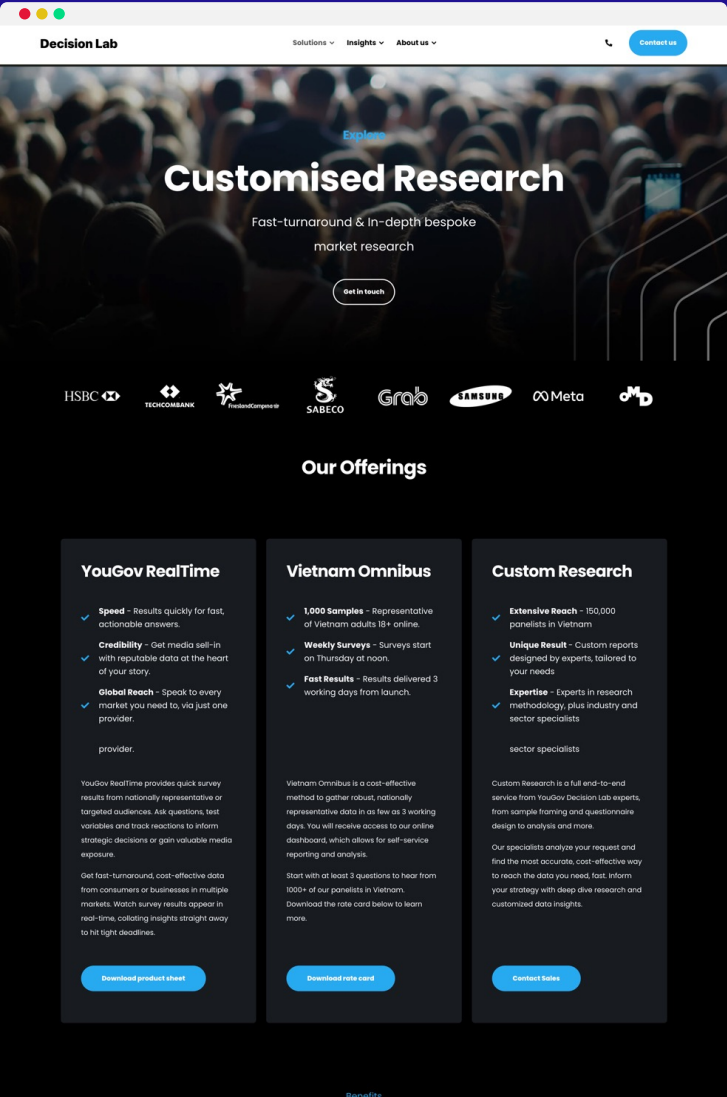 Decision Lab
Solutions
Insights
About us
Contact us
Explore
Customised Research
Fast-turnaround & In-depth bespoke
market research
Get in touch
HSBC
TECHCOMBANK
FrieslandCampina
SABECO
Grab
SAMSUNG
Meta
OMD
Our Offerings
YouGov RealTime
Speed - Results quickly for fast,
actionable answers.
Credibility - Get media sell-in
with reputable data at the heart
of your story.
Global Reach - Speak to every
market you need to, via just one
provider.
provider.
YouGov RealTime provides quick survey
results from nationally representative or
targeted audiences. Ask questions, test
variables and track reactions to inform
strategic decisions or gain valuable media
exposure.
Get fast-turnaround, cost-effective data
from consumers or businesses in multiple
markets. Watch survey results appear in
real-time, collating insights straight away
to hit tight deadlines.
Download product sheet
Vietnam Omnibus
1,000 Samples - Representative
of Vietnam adults 18+ online.
Weekly Surveys - Surveys start
on Thursday at noon.
Fast Results - Results delivered 3
working days from launch.
Vietnam Omnibus is a cost-effective
method to gather robust, nationally
representative data in as few as 3 working
days. You will receive access to our online
dashboard, which allows for self-service
reporting and analysis.
Start with at least 3 questions to hear from
1000+ of our panelists in Vietnam.
Download the rate card below to learn
more.
Download rate card
Custom Research
Extensive Reach - 150,000
panelists in Vietnam
Unique Result - Custom reports
designed by experts, tailored to
your needs
Expertise - Experts in research
methodology, plus industry and
sector specialists
sector specialists
Custom Research is a full end-to-end
service from YouGov Decision Lab experts,
from sample framing and questionnaire
design to analysis and more.
Our specialists analyze your request and
find the most accurate, cost-effective way
to reach the data you need, fast. Inform
your strategy with deep dive research and
customized data insights.
Contact Sales
Benefits